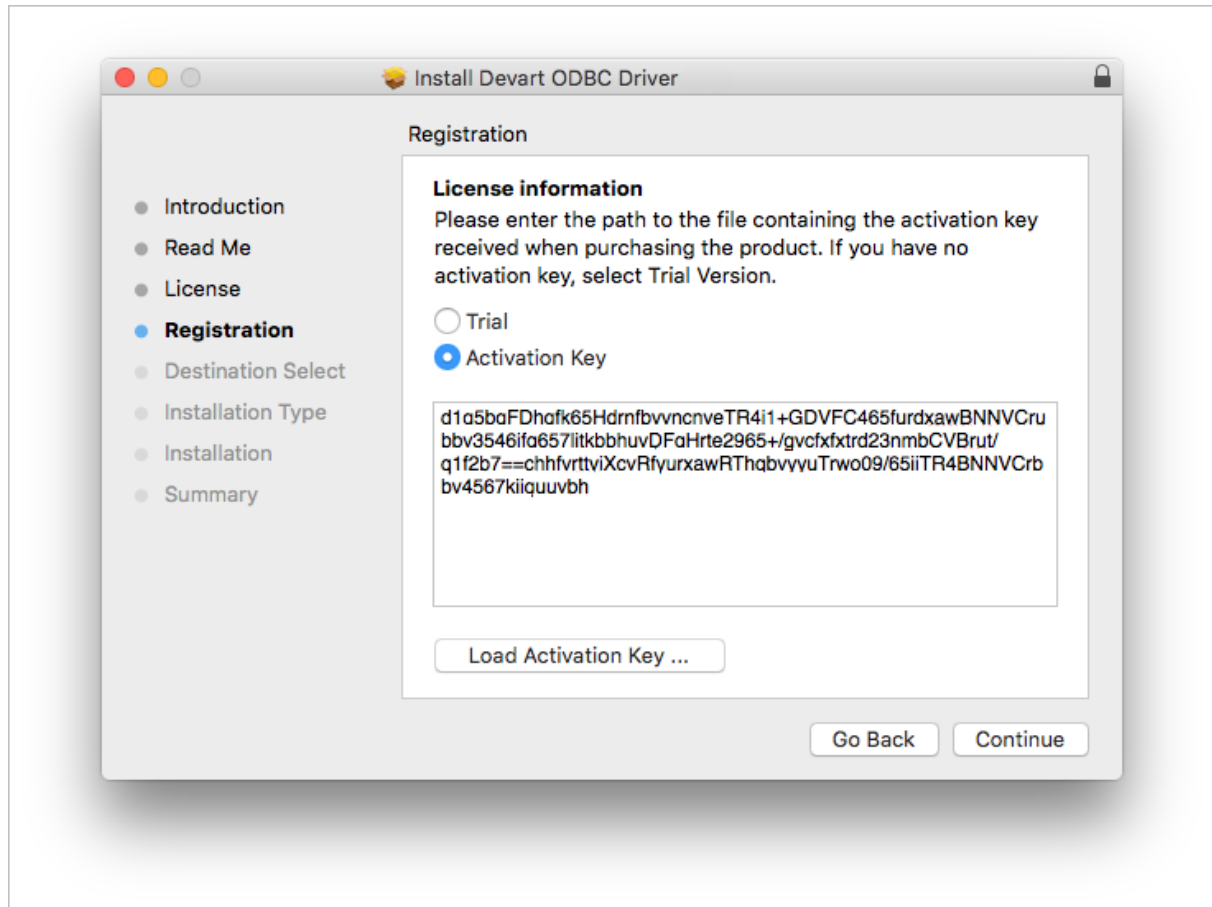 Install Devart ODBC Driver
Registration
Introduction
Read Me
License
Registration
Destination Select
Installation Type
Installation
Summary
License information
Please enter the path to the file containing the activation key
received when purchasing the product. If you have no
activation key, select Trial Version.
Trial
Activation Key
d1g5bgFDhgfk65HdrnfbvvncnveTR4i1+GDVFC465furdxawBNNVCru
bbv3546ifg657litkbbhuvDFgHrte2965+/gvcfxfxtrd23nmbCVBrut/
q1f2b7==chhfvrttviXcvRfyurxawRThgbvyyuTrwo09/65iiTR4BNNVCrb
bv4567kiiquuvbh
Load Activation Key ...
Go Back
Continue